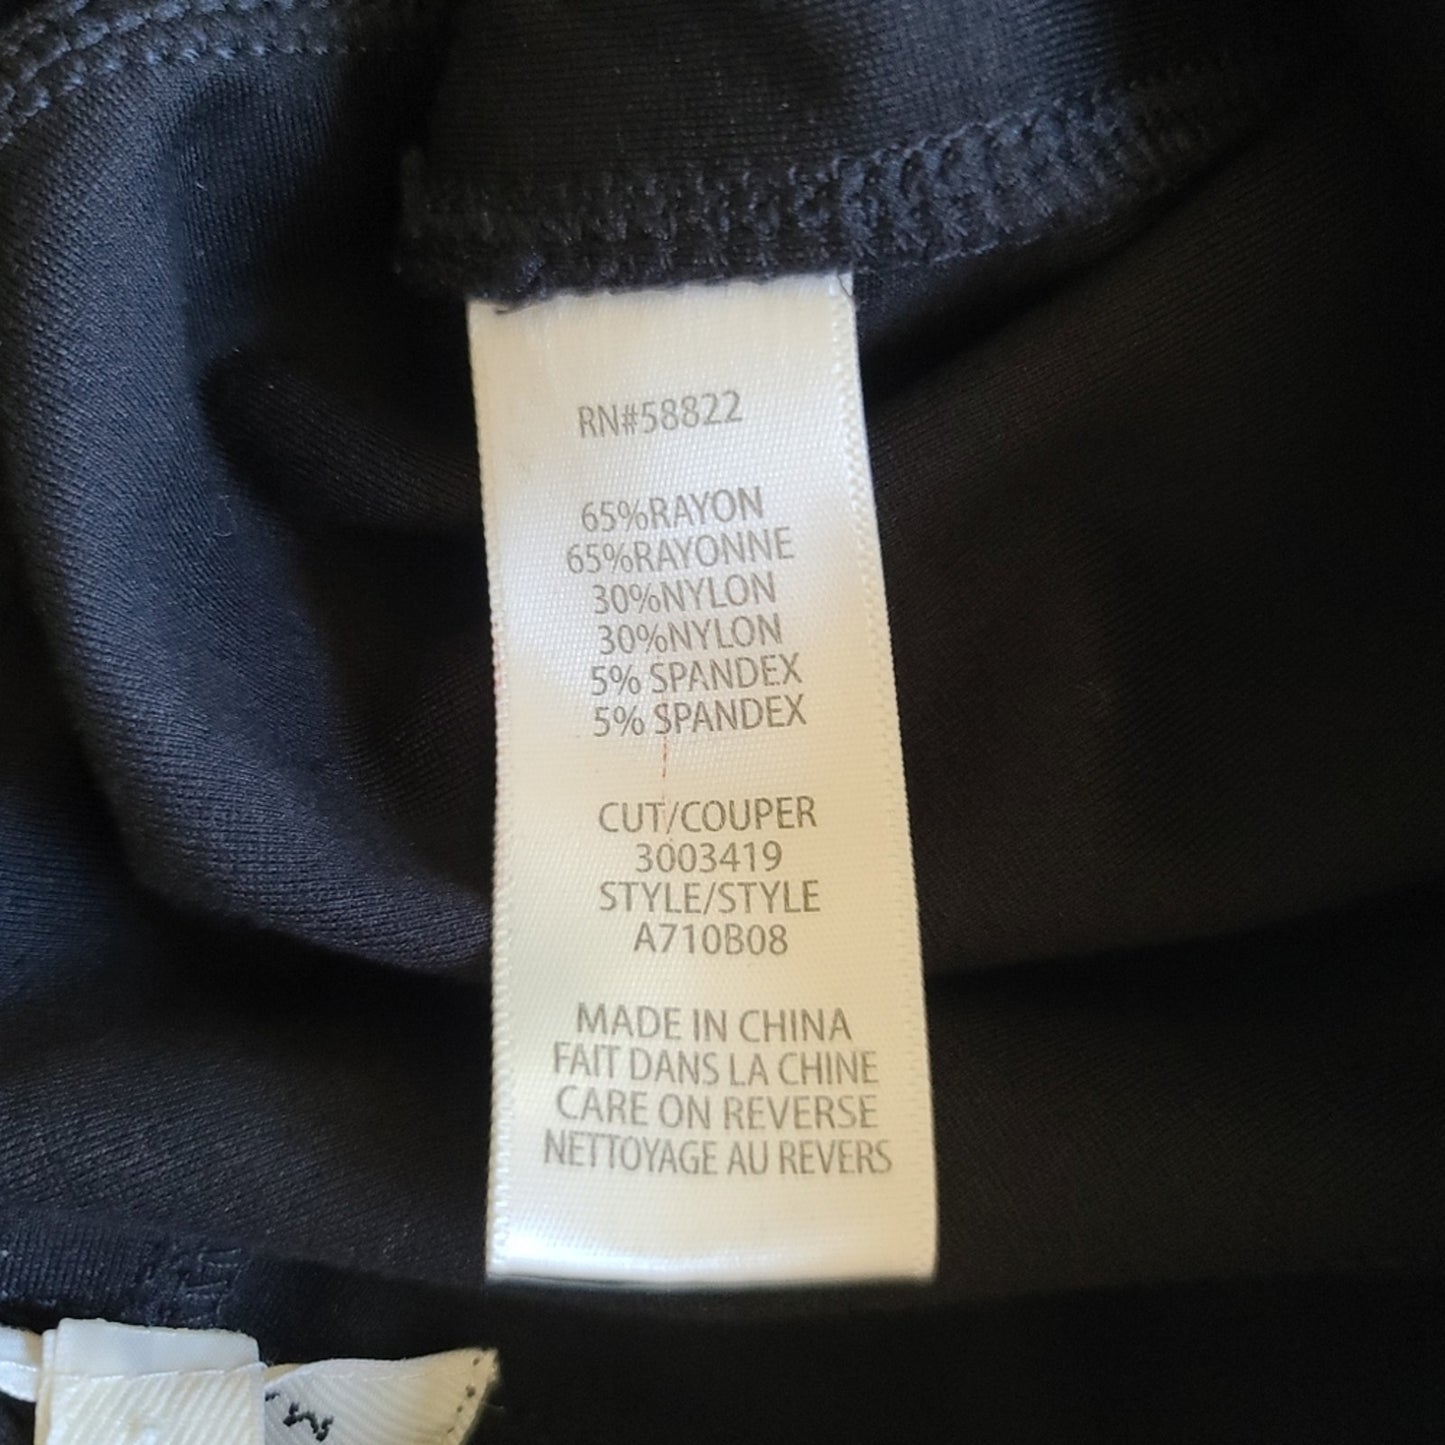 RN#58822
65%RAYON
65%RAYONNE
30%NYLON
30%NYLON
5% SPANDEX
5% SPANDEX
CUT/COUPER
3003419
STYLE/STYLE
A710B08
MADE IN CHINA
FAIT DANS LA CHINE
CARE ON REVERSE
NETTOYAGE AU REVERS